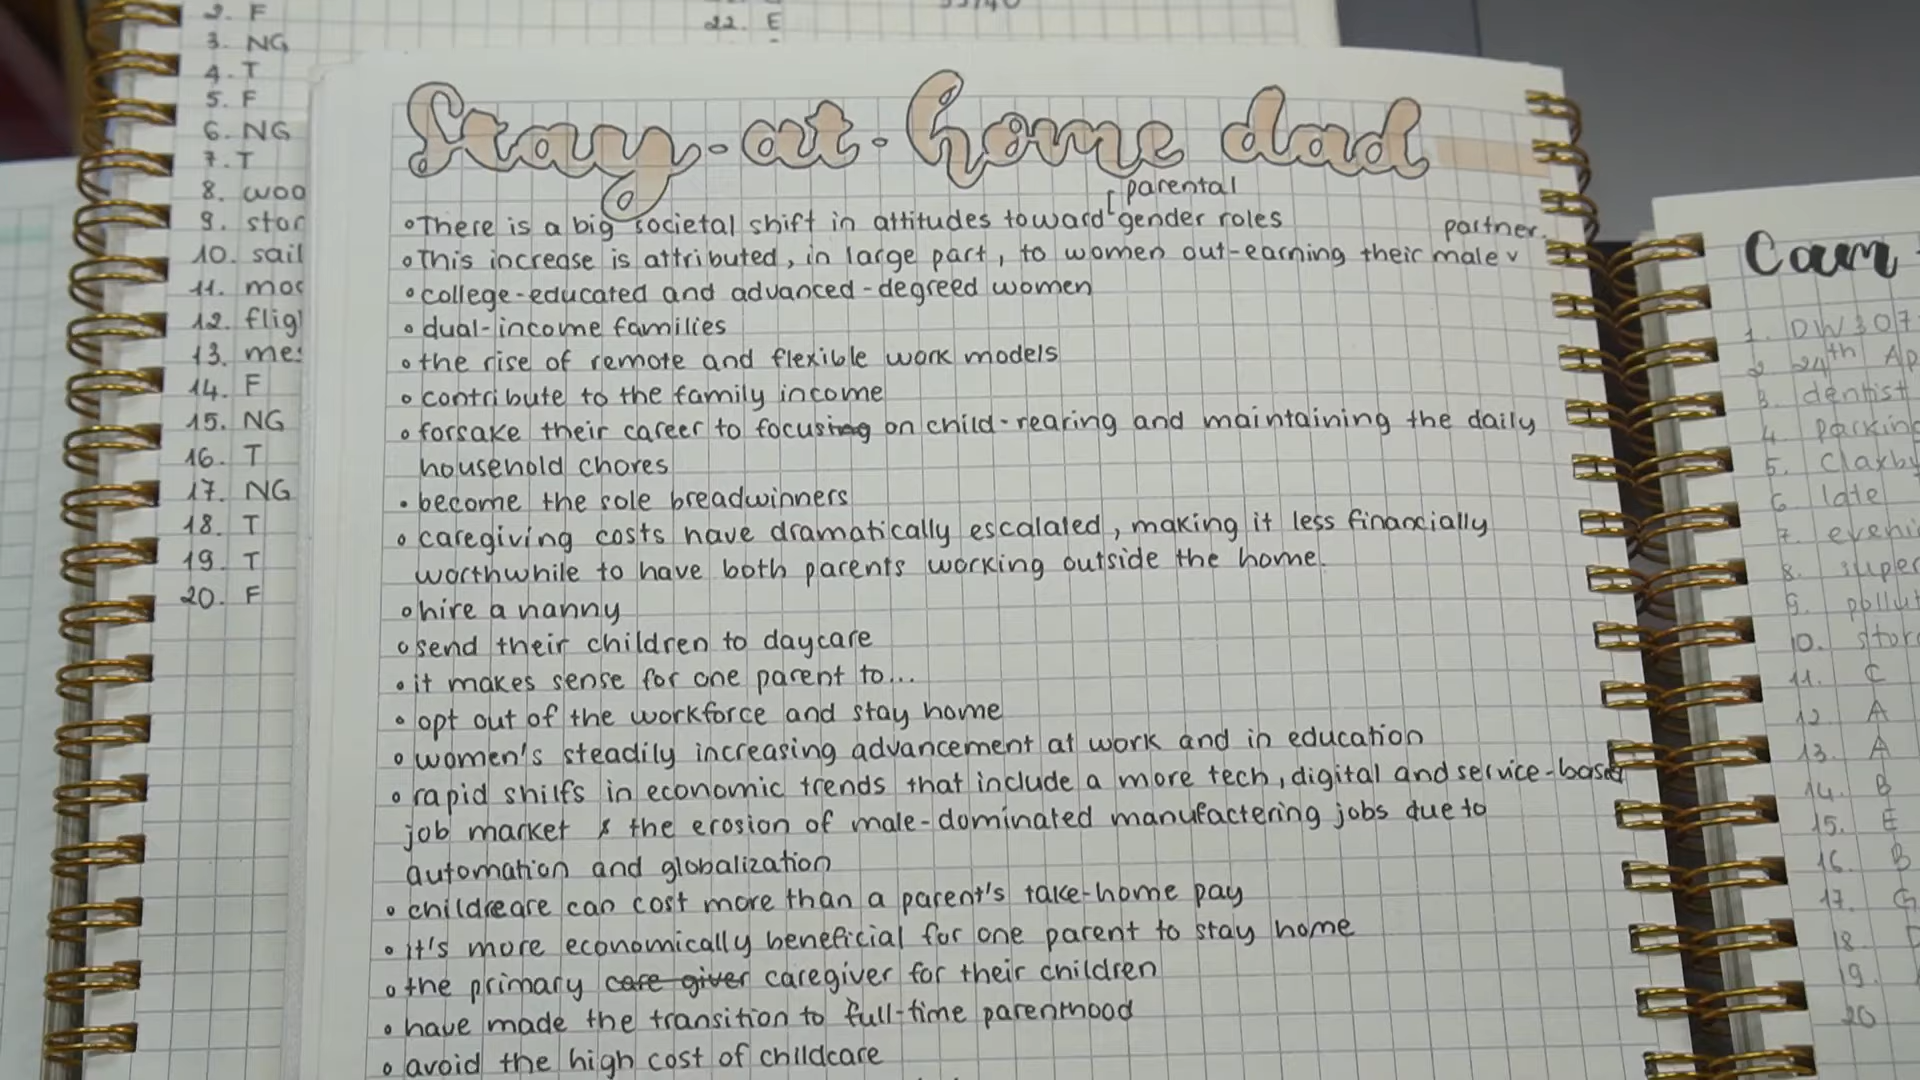 2. F
3. NG
4. T
5. F
6. NG
7. T
8. woo
9. stor
10. sail
11. moc
12. flig
13. me
14. F
15. NG
16. T
17. NG
18. T
19. T
20. F
22. E
Stay-at-home dad
parental
There is a big societal shift in attitudes toward gender roles
partner.
This increase is attributed, in large part, to women out-earning their male v
college-educated and advanced-degreed women
dual-income families
the rise of remote and flexible work models
contribute to the family income
forsake their career to focusing on child-rearing and maintaining the daily
household chores
become the sole breadwinners
caregiving costs have dramatically escalated, making it less financially
worthwhile to have both parents working outside the home.
hire a nanny
send their children to daycare
it makes sense for one parent to...
opt out of the workforce and stay home
women's steadily increasing advancement at work and in education
rapid shilfs in economic trends that include a more tech, digital and service-based
job market & the erosion of male-dominated manufactering jobs due to
automation and globalization
childreare can cost more than a parent's take-home pay
it's more economically beneficial for one parent to stay home
the primary care giver caregiver for their children
have made the transition to full-time parenthood
avoid the high cost of childcare
Cam
1. DW307
2. 24th Ap
3. dentist
4. parking
5. Claxby
6. late
7. eveni
8. super
9. pollut
10. stor
11. C
12. A
13. A
14. B
15. E
16. B
17. G
18.
19.
20